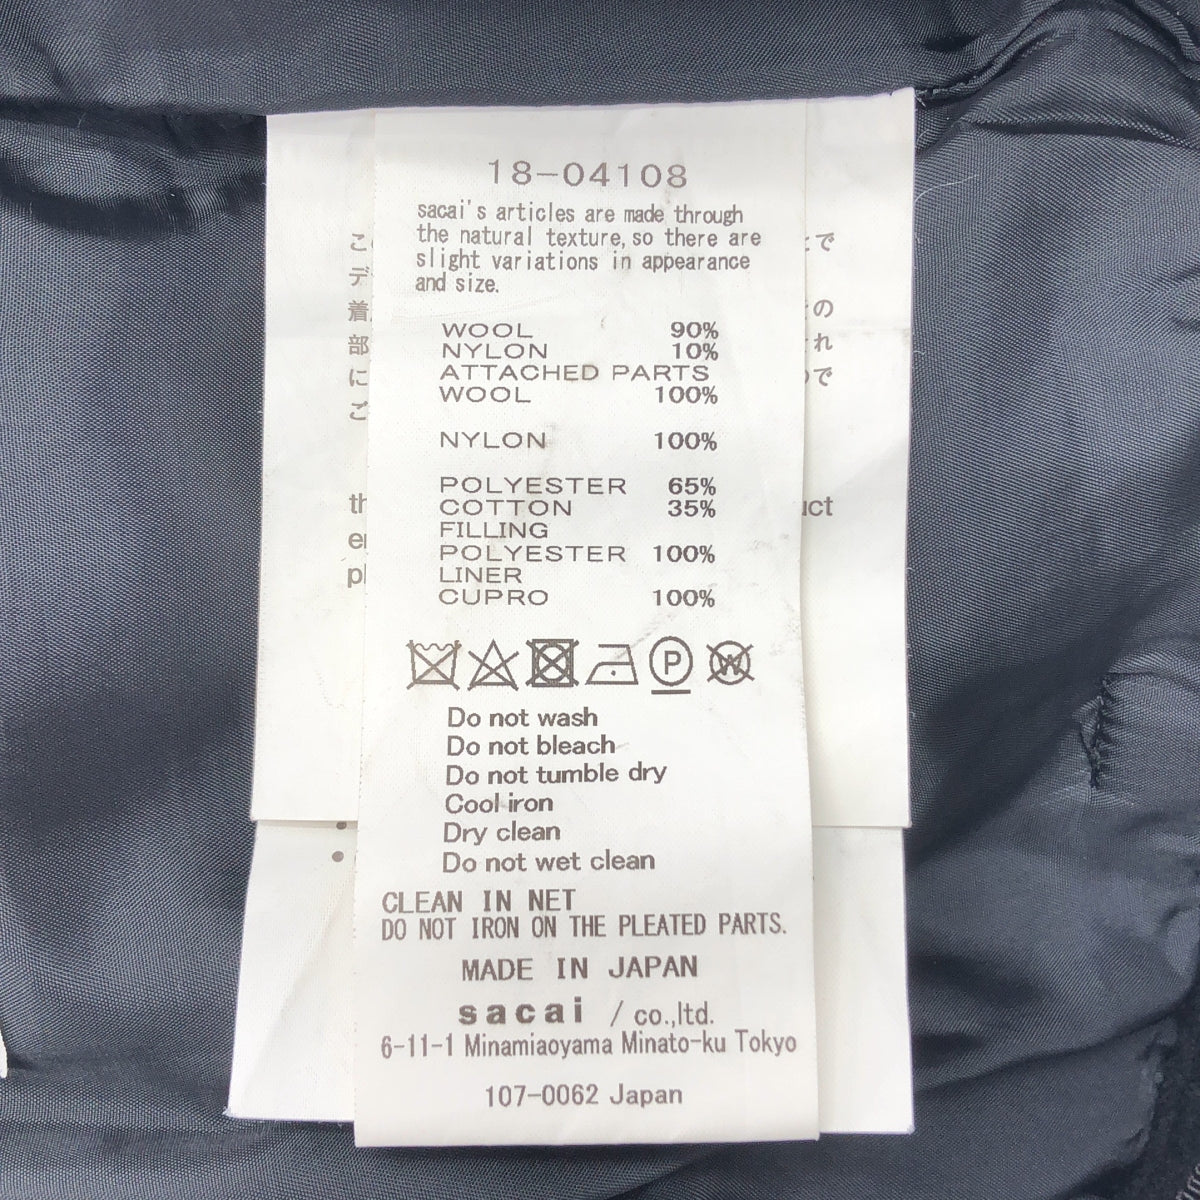 18-04108
sacai's articles are made through
the natural texture, so there are
slight variations in appearance
and size.
WOOL 90%
NYLON 10%
ATTACHED PARTS
WOOL 100%
NYLON 100%
POLYESTER 65%
COTTON 35%
FILLING
POLYESTER 100%
LINER
CUPRO 100%
P W
Do not wash
Do not bleach
Do not tumble dry
Cool iron
Dry clean
Do not wet clean
CLEAN IN NET
DO NOT IRON ON THE PLEATED PARTS.
MADE IN JAPAN
sacai / co.,ltd.
6-11-1 Minamiaoyama Minato-ku Tokyo
107-0062 Japan